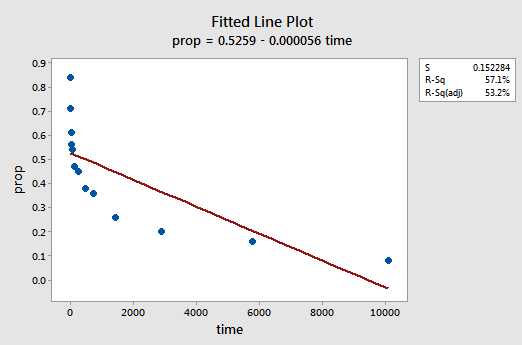 Fitted Line Plot
prop = 0.5259 - 0.000056 time
S 0.152284
R-Sq 57.1%
R-Sq(adj) 53.2%
0.9
0.8
0.7
0.6
0.5
0.4
0.3
0.2
0.1
0.0
prop
0 2000 4000 6000 8000 10000
time